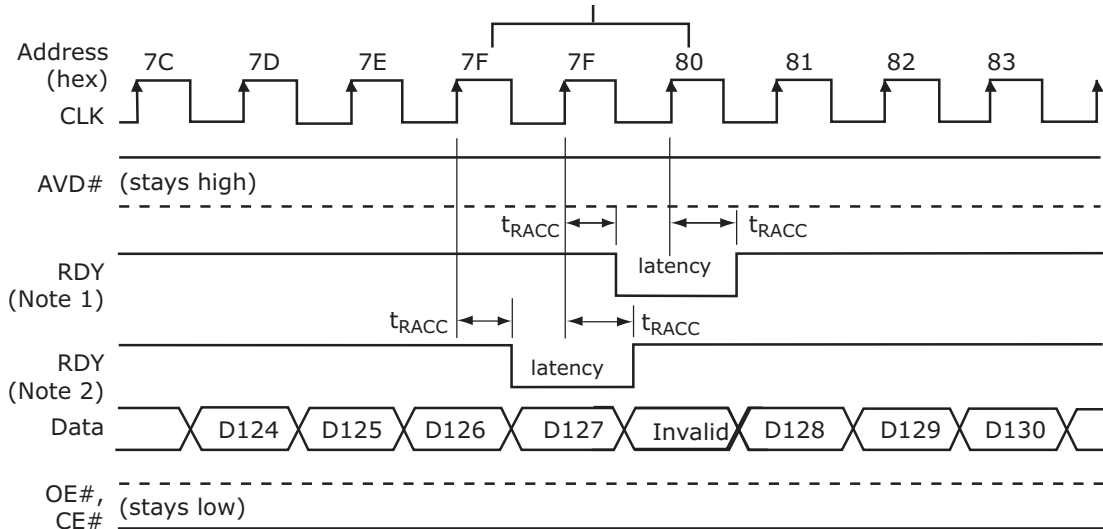 Address
(hex)
7C 7D 7E 7F 7F 80 81 82 83
CLK
AVD# (stays high)
tRACC tRACC
RDY
(Note 1)
latency
tRACC tRACC
RDY
(Note 2)
latency
Data D124 D125 D126 D127 Invalid D128 D129 D130
OE#,
CE#
(stays low)